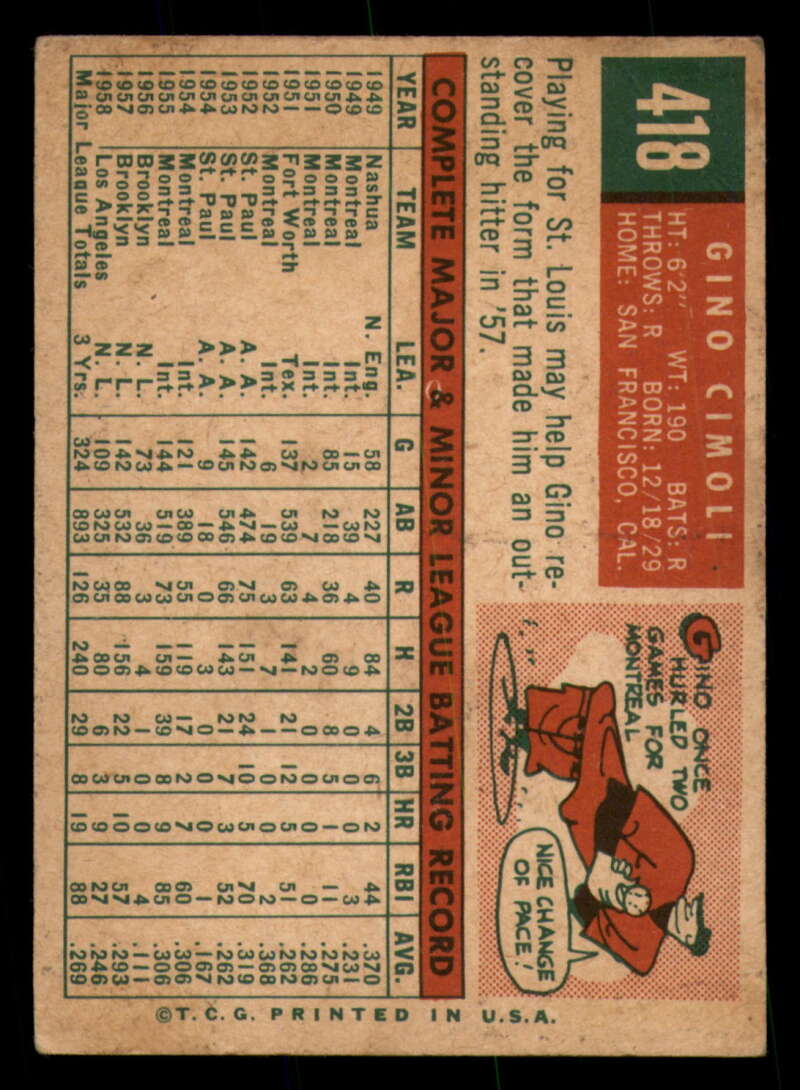 418
GINO CIMOLI
HT: 6'2" WT: 190 BATS: R
THROWS: R BORN: 12/18/29
HOME: SAN FRANCISCO, CAL.
Playing for St. Louis may help Gino re-
cover the form that made him an out-
standing hitter in '57.
GINO ONCE
HURLED TWO
GAMES FOR
MONTREAL
NICE CHANGE
OF PACE!
COMPLETE MAJOR & MINOR LEAGUE BATTING RECORD
YEAR TEAM LEA. G AB R H 2B 3B HR RBI AVG.
1949 Nashua N. Eng. 58 227 40 84 4 6 2 44 .370
1949 Montreal Int. 15 39 4 9 0 0 0 3 .231
1950 Montreal Int. 85 218 36 60 8 5 1 11 .275
1951 Montreal Int. 2 7 4 2 0 0 0 0 .286
1951 Fort Worth Tex. 137 539 63 141 21 12 5 51 .262
1952 Montreal Int. 6 19 3 7 1 0 0 2 .368
1952 St. Paul A. A. 142 474 75 151 24 10 5 70 .319
1953 St. Paul A. A. 145 546 66 143 21 7 3 52 .262
1954 St. Paul A. A. 9 18 0 3 0 0 0 1 .167
1954 Montreal Int. 121 389 55 119 17 2 7 60 .306
1955 Montreal Int. 144 519 73 159 39 8 9 85 .306
1956 Brooklyn N. L. 73 36 3 4 1 0 0 4 .111
1957 Brooklyn N. L. 142 532 88 156 22 5 10 57 .293
1958 Los Angeles N. L. 109 325 35 80 6 3 9 27 .246
Major League Totals 3 Yrs. 324 893 126 240 29 8 19 88 .269
©T.C.G. PRINTED IN U.S.A.